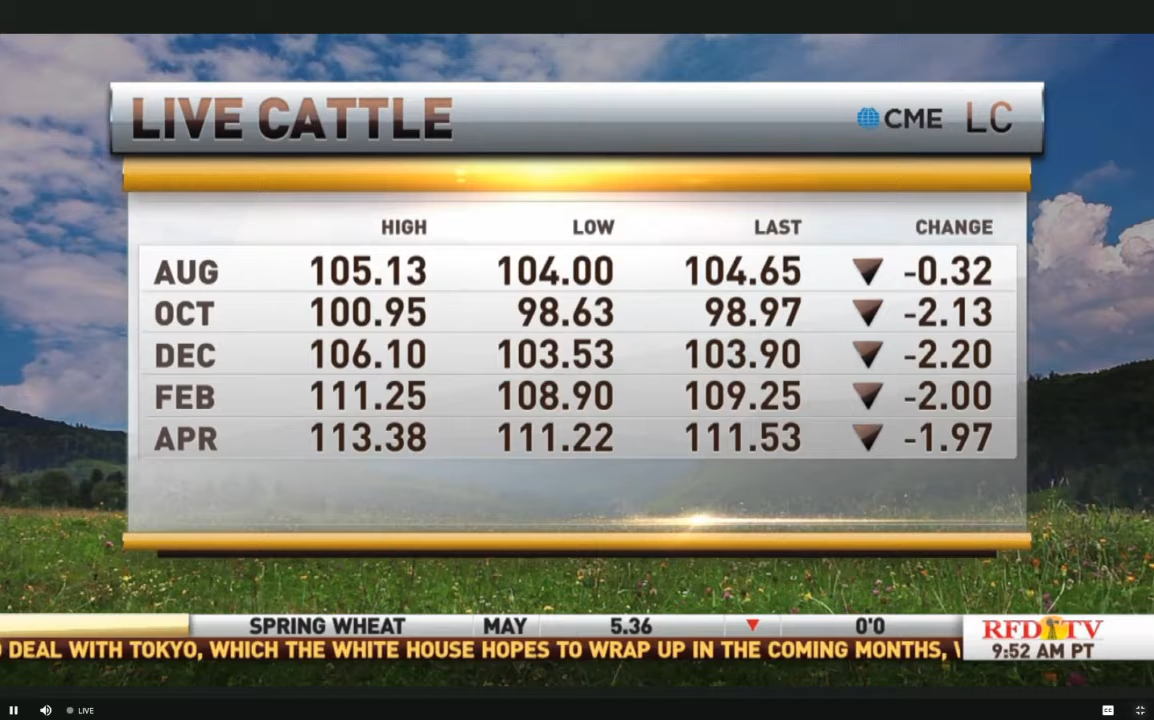 LIVE CATTLE CME LC
HIGH LOW LAST CHANGE
AUG 105.13 104.00 104.65 -0.32
OCT 100.95 98.63 98.97 -2.13
DEC 106.10 103.53 103.90 -2.20
FEB 111.25 108.90 109.25 -2.00
APR 113.38 111.22 111.53 -1.97
SPRING WHEAT MAY 5.36 0'0
RFD TV
DEAL WITH TOKYO, WHICH THE WHITE HOUSE HOPES TO WRAP UP IN THE COMING MONTHS,
9:52 AM PT
LIVE CC